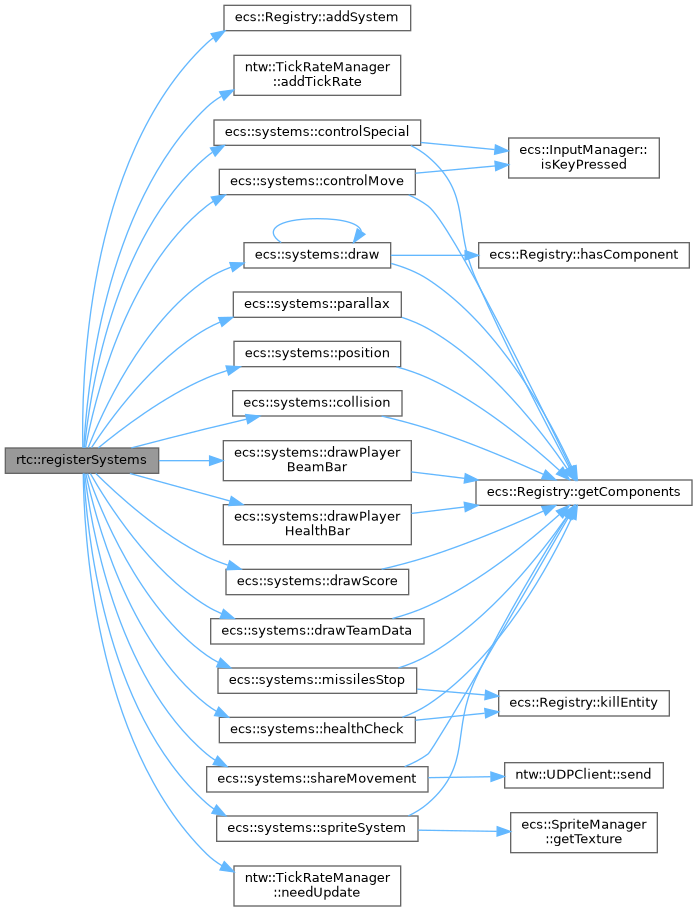 ecs::Registry::addSystem
ntw::TickRateManager
::addTickRate
ecs::systems::controlSpecial
ecs::InputManager::
isKeyPressed
ecs::systems::controlMove
ecs::systems::draw
ecs::Registry::hasComponent
ecs::systems::parallax
ecs::systems::position
ecs::systems::collision
rtc::registerSystems
ecs::systems::drawPlayer
BeamBar
ecs::Registry::getComponents
ecs::systems::drawPlayer
HealthBar
ecs::systems::drawScore
ecs::systems::drawTeamData
ecs::systems::missilesStop
ecs::Registry::killEntity
ecs::systems::healthCheck
ecs::systems::shareMovement
ntw::UDPClient::send
ecs::systems::spriteSystem
ecs::SpriteManager
::getTexture
ntw::TickRateManager
::needUpdate